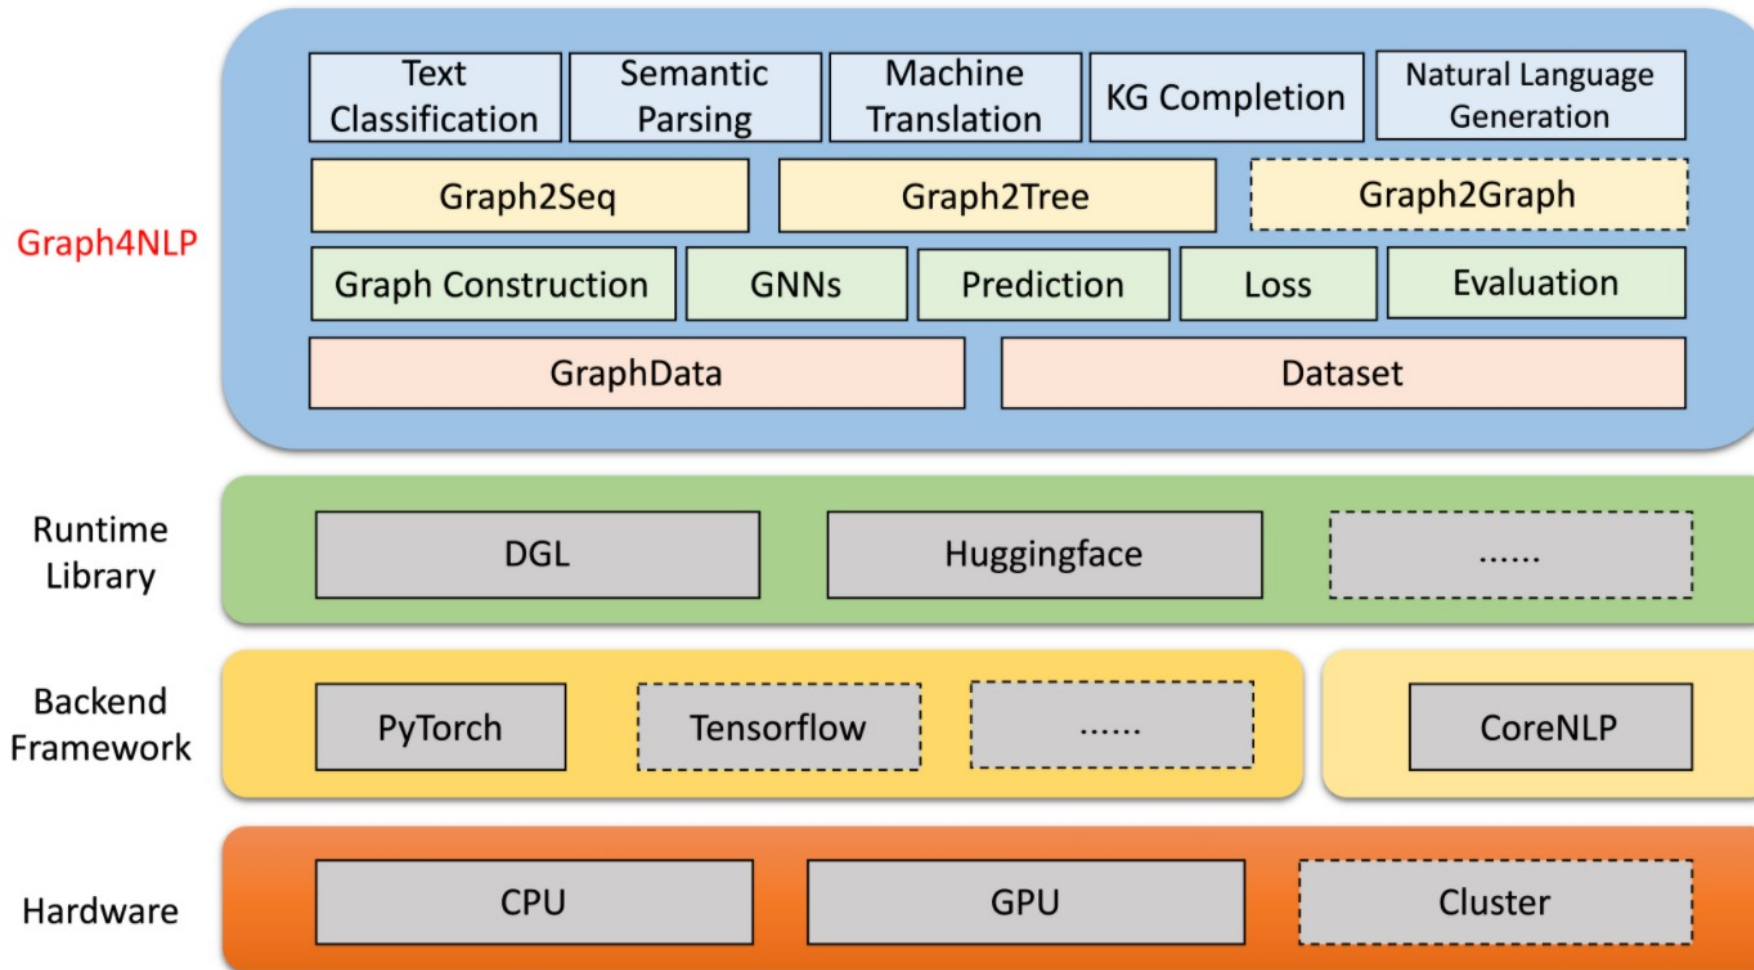 Text
Classification
Semantic
Parsing
Machine
Translation
KG Completion
Natural Language
Generation
Graph2Seq
Graph2Tree
Graph2Graph
Graph4NLP
Graph Construction
GNNs
Prediction
Loss
Evaluation
GraphData
Dataset
Runtime
Library
DGL
Huggingface
......
Backend
Framework
PyTorch
Tensorflow
......
CoreNLP
Hardware
CPU
GPU
Cluster